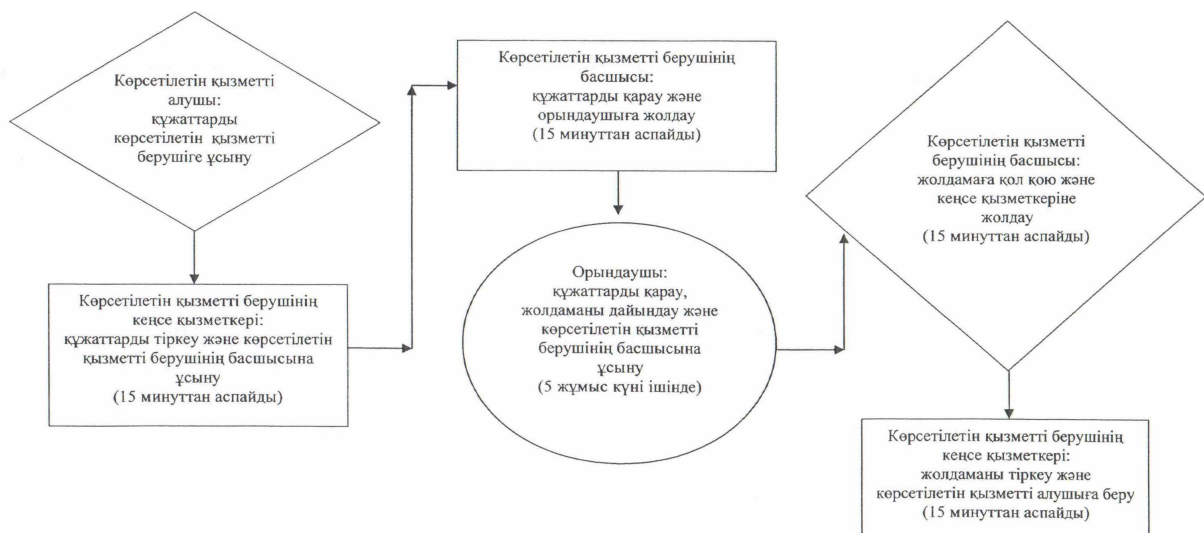 Көрсетілетін қызметті
алушы:
құжаттарды
көрсетілетін қызметті
берушіге ұсыну
Көрсетілетін қызметті берушінің
кеңсе қызметкері:
құжаттарды тіркеу және көрсетілетін
қызметті берушінің басшысына
ұсыну
(15 минуттан аспайды)
Көрсетілетін қызметті берушінің
басшысы:
құжаттарды қарау және
орындаушыға жолдау
(15 минуттан аспайды)
Орындаушы:
құжаттарды қарау,
жолдаманы дайындау және
көрсетілетін қызметті
берушінің басшысына
ұсыну
(5 жұмыс күні ішінде)
Көрсетілетін қызметті
берушінің басшысы:
жолдамаға қол қою және
кеңсе қызметкеріне
жолдау
(15 минуттан аспайды)
Көрсетілетін қызметті берушінің
кеңсе қызметкері:
жолдаманы тіркеу және
көрсетілетін қызметті алушыға беру
(15 минуттан аспайды)